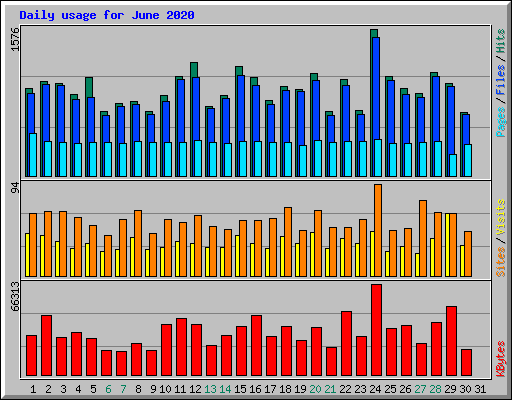 Daily usage for June 2020
1576
Pages / Files / Hits
94
Sites / Visits
66313
KBytes
1 2 3 4 5 6 7 8 9 10 11 12 13 14 15 16 17 18 19 20 21 22 23 24 25 26 27 28 29 30 31